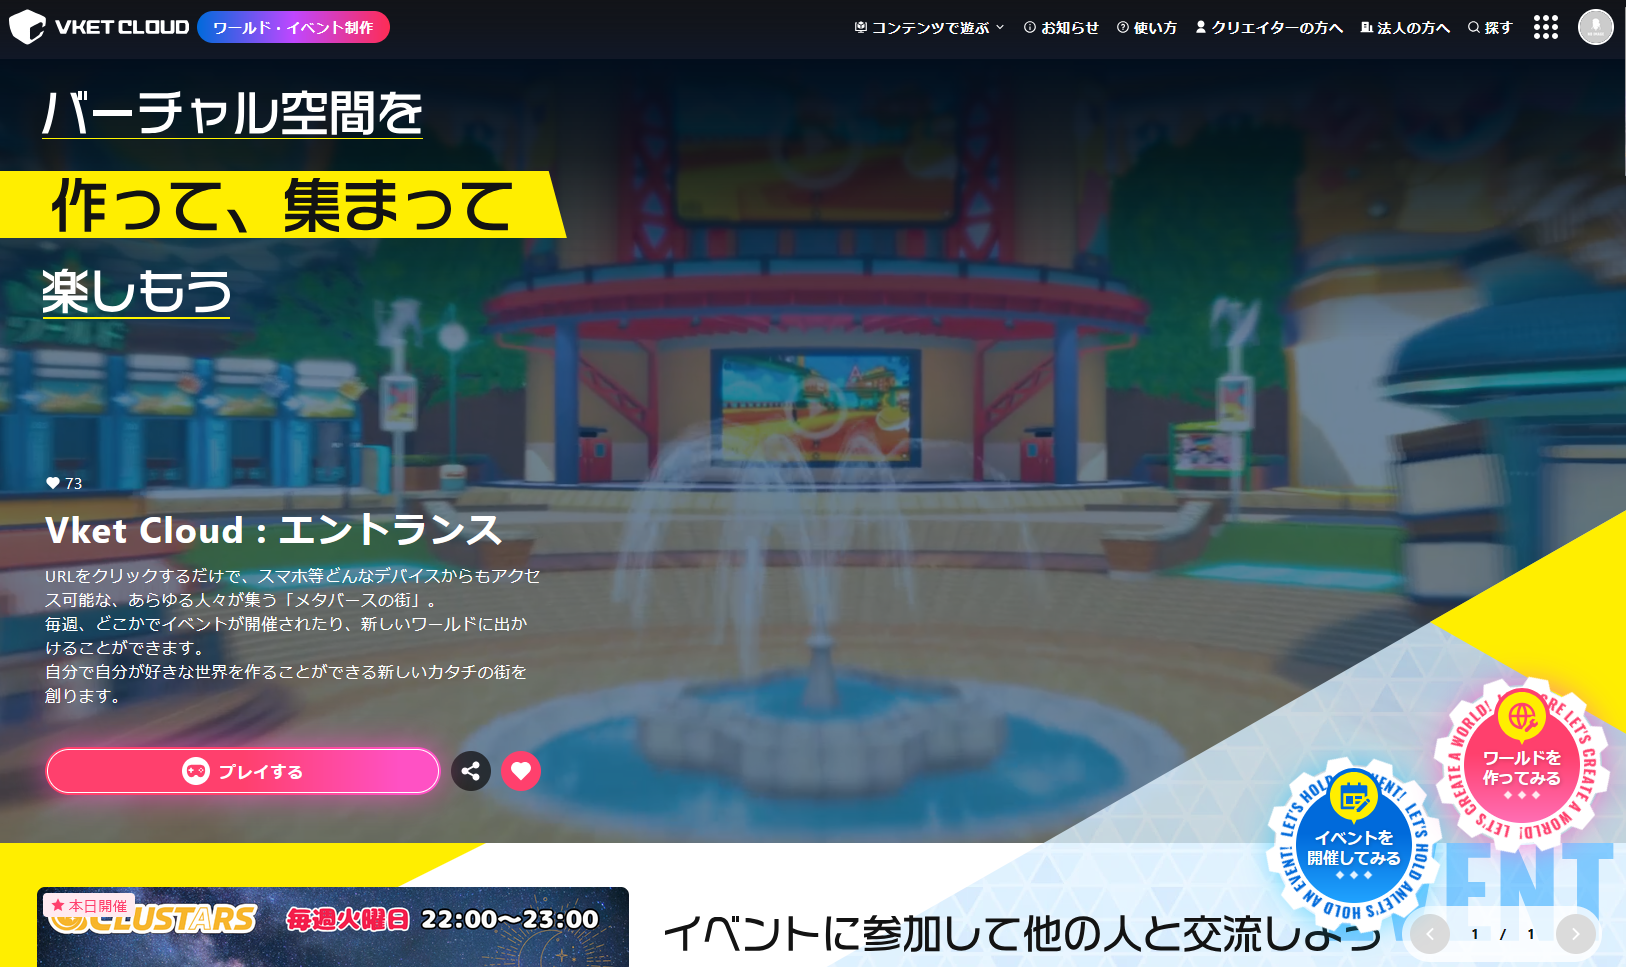 VKET CLOUD
ワールド・イベント制作
コンテンツで遊ぶ
お知らせ
使い方
クリエイターの方へ
法人の方へ
探す
バーチャル空間を
作って、集まって
楽しもう
73
Vket Cloud : エントランス
URLをクリックするだけで、スマホ等どんなデバイスからもアクセ
ス可能な、あらゆる人々が集う「メタバースの街」。
毎週、どこかでイベントが開催されたり、新しいワールドに出か
けることができます。
自分で自分が好きな世界を作ることができる新しいカタチの街を
創ります。
プレイする
ワールドを
作ってみる
LET'S CREATE A WORLD! LET'S CREATE A WORLD!
イベントを
開催してみる
LET'S HOLD AN EVENT! LET'S HOLD AN EVENT!
本日開催
CLUSTARS
毎週火曜日 22:00〜23:00
イベントに参加して他の人と交流しよう
1 / 1